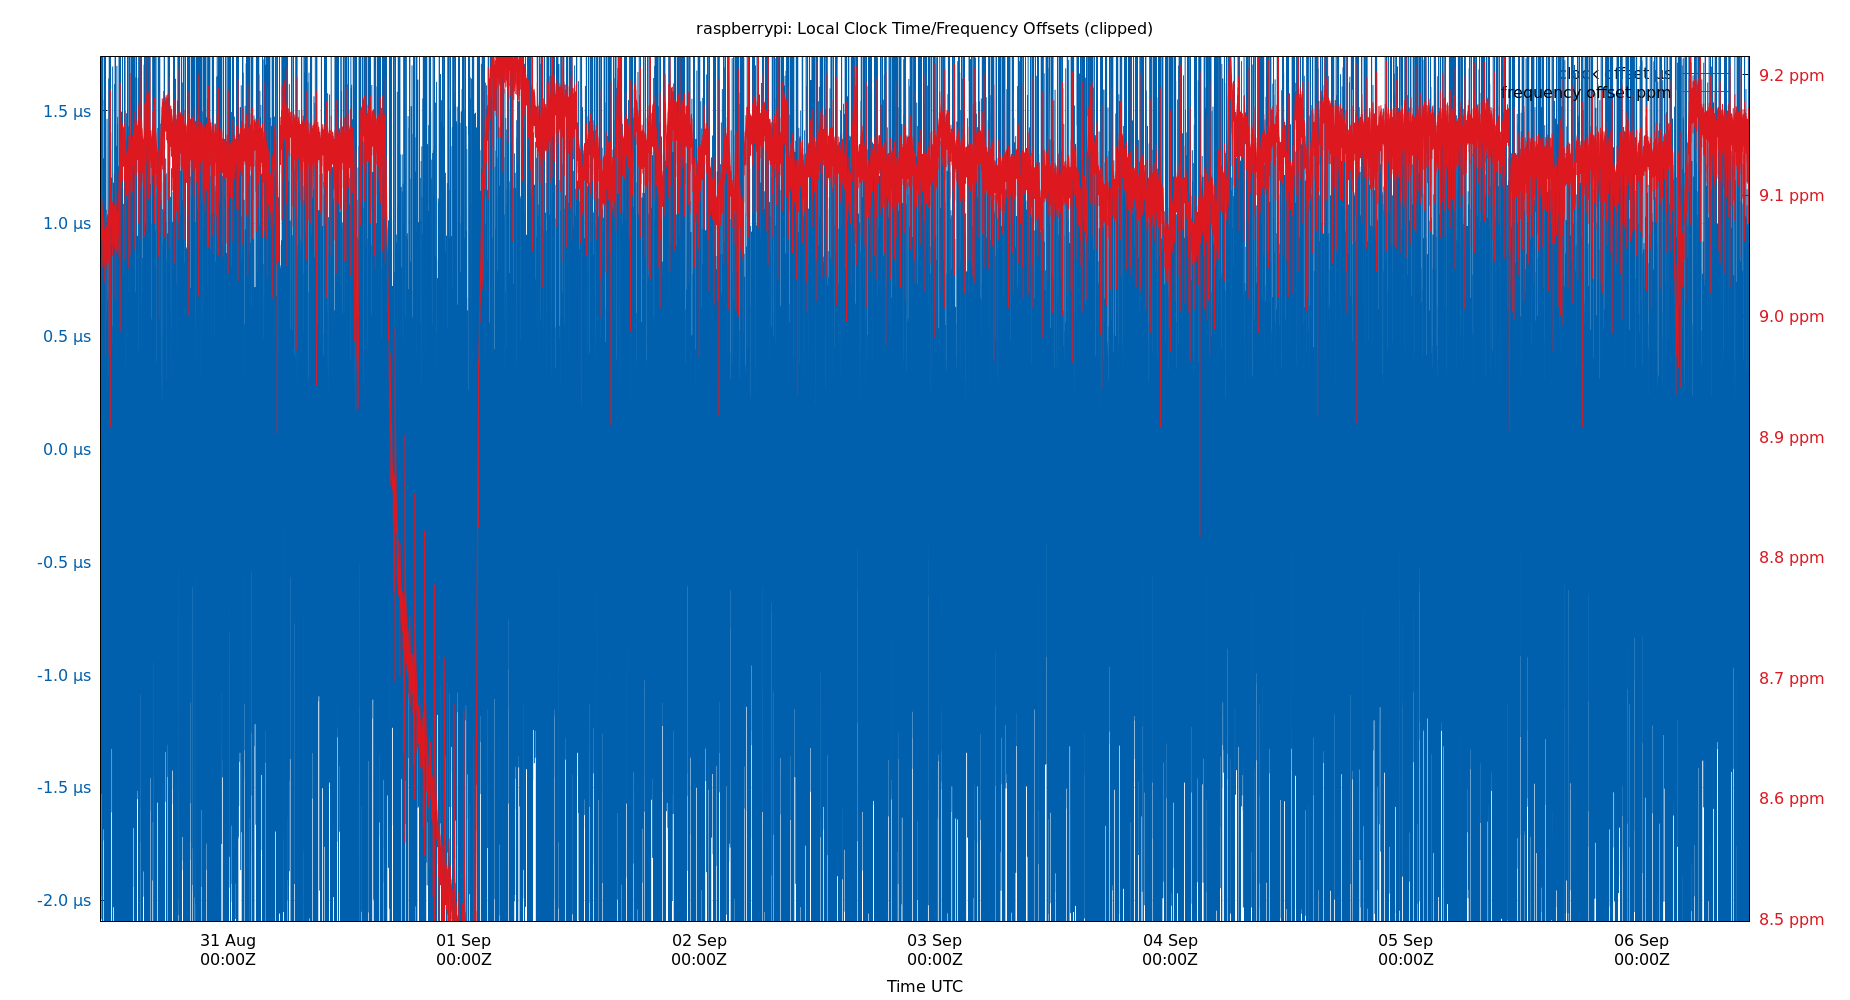 raspberrypi: Local Clock Time/Frequency Offsets (clipped)
clock offset µs
frequency offset ppm
1.5 µs
1.0 µs
0.5 µs
0.0 µs
-0.5 µs
-1.0 µs
-1.5 µs
-2.0 µs
9.2 ppm
9.1 ppm
9.0 ppm
8.9 ppm
8.8 ppm
8.7 ppm
8.6 ppm
8.5 ppm
31 Aug
00:00Z
01 Sep
00:00Z
02 Sep
00:00Z
03 Sep
00:00Z
04 Sep
00:00Z
05 Sep
00:00Z
06 Sep
00:00Z
Time UTC